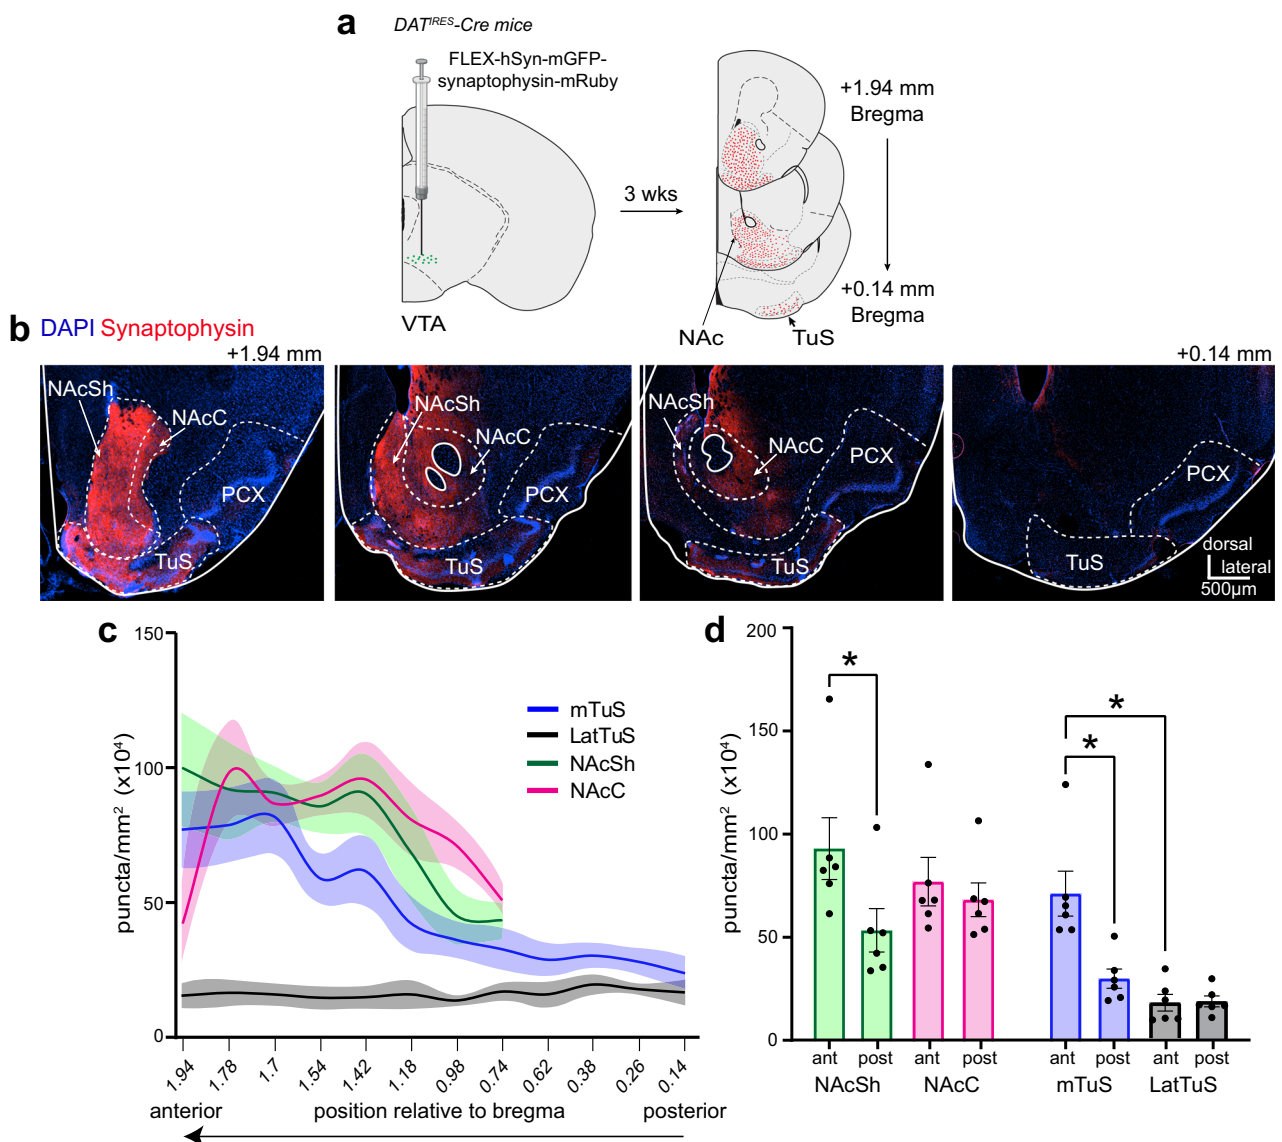 a
DAT^IRES-Cre mice
FLEX-hSyn-mGFP-
synaptophysin-mRuby
3 wks
+1.94 mm
Bregma
+0.14 mm
Bregma
VTA
NAc
TuS
b
DAPI Synaptophysin
+1.94 mm
+0.14 mm
NAcSh
NAcC
PCX
TuS
NAcSh
NAcC
PCX
TuS
NAcSh
NAcC
PCX
TuS
PCX
TuS
dorsal
lateral
500µm
c
puncta/mm² (x10⁴)
150
100
50
0
mTuS
LatTuS
NAcSh
NAcC
1.94 1.78 1.7 1.54 1.42 1.18 0.98 0.74 0.62 0.38 0.26 0.14
anterior position relative to bregma posterior
d
puncta/mm² (x10⁴)
200
150
100
50
0
*
*
*
ant post ant post ant post ant post
NAcSh NAcC mTuS LatTuS